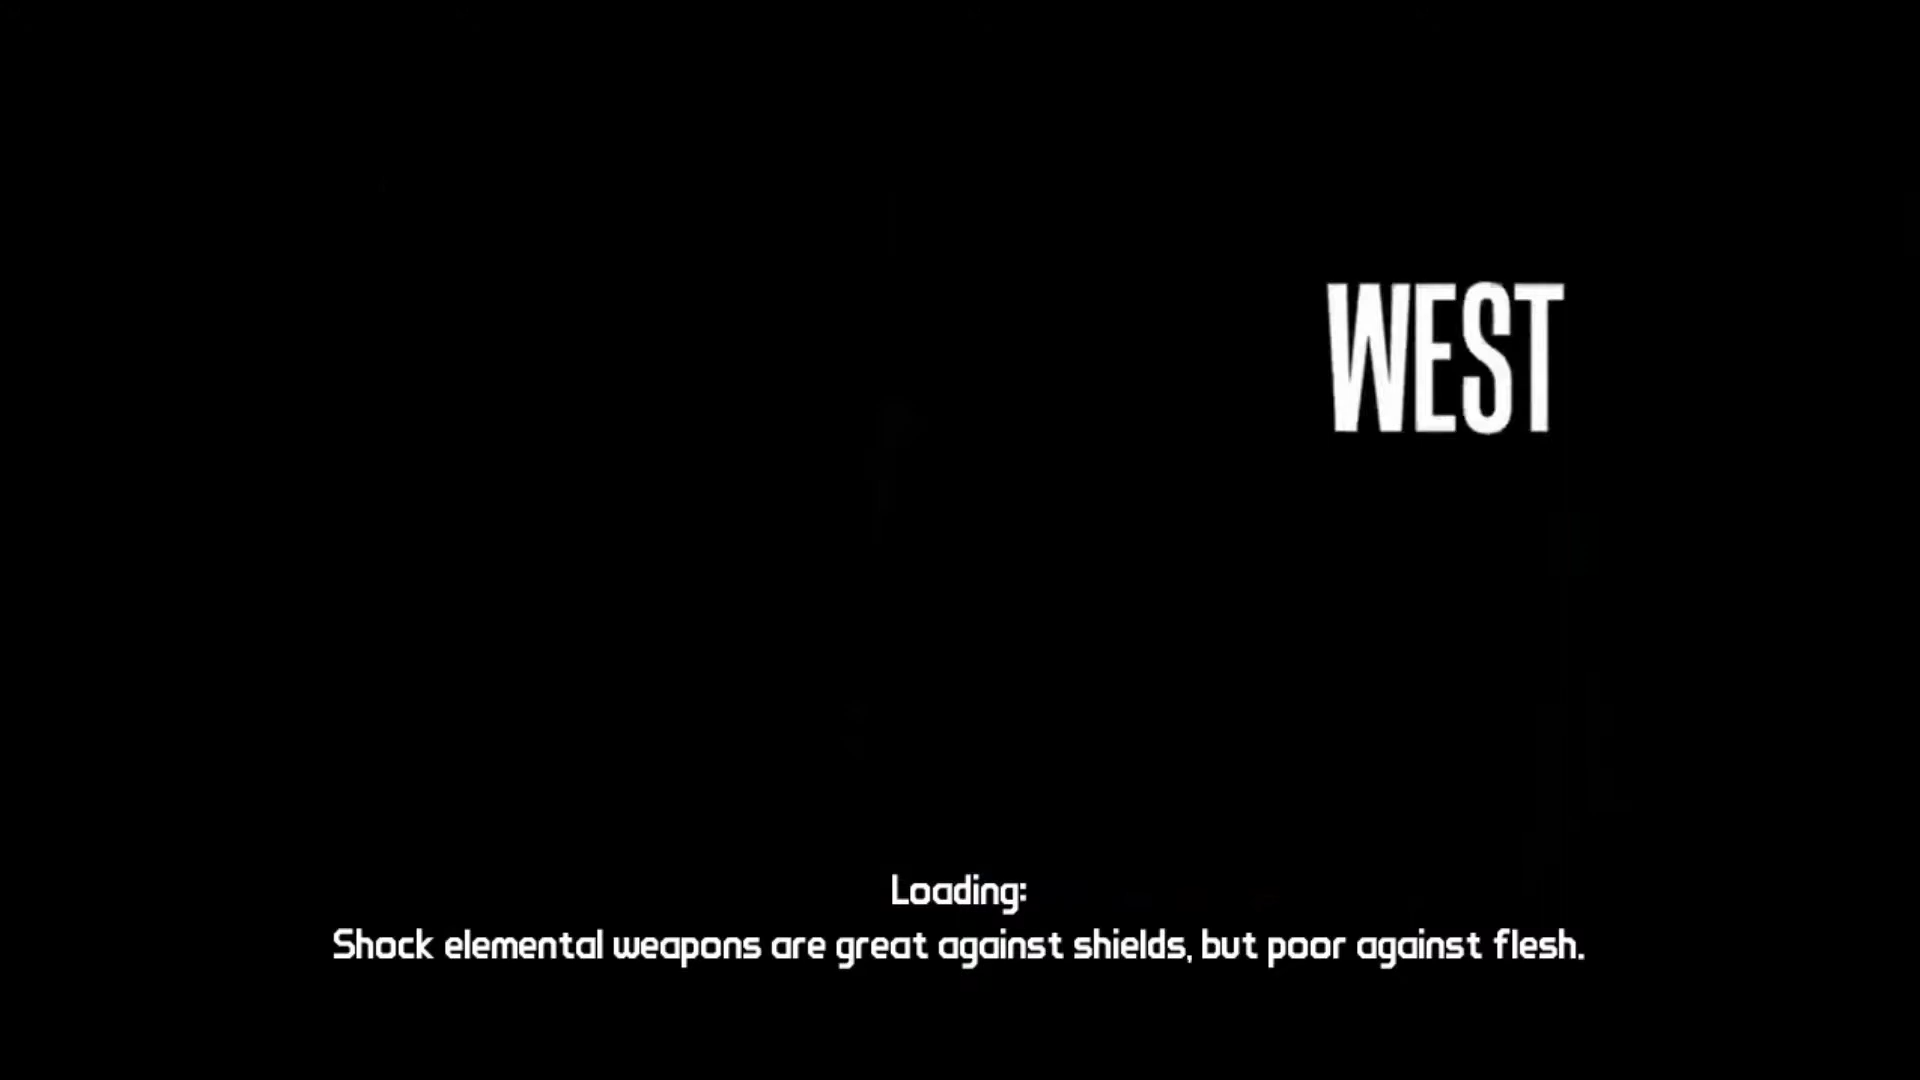 WEST
Loading:
Shock elemental weapons are great against shields, but poor against flesh.